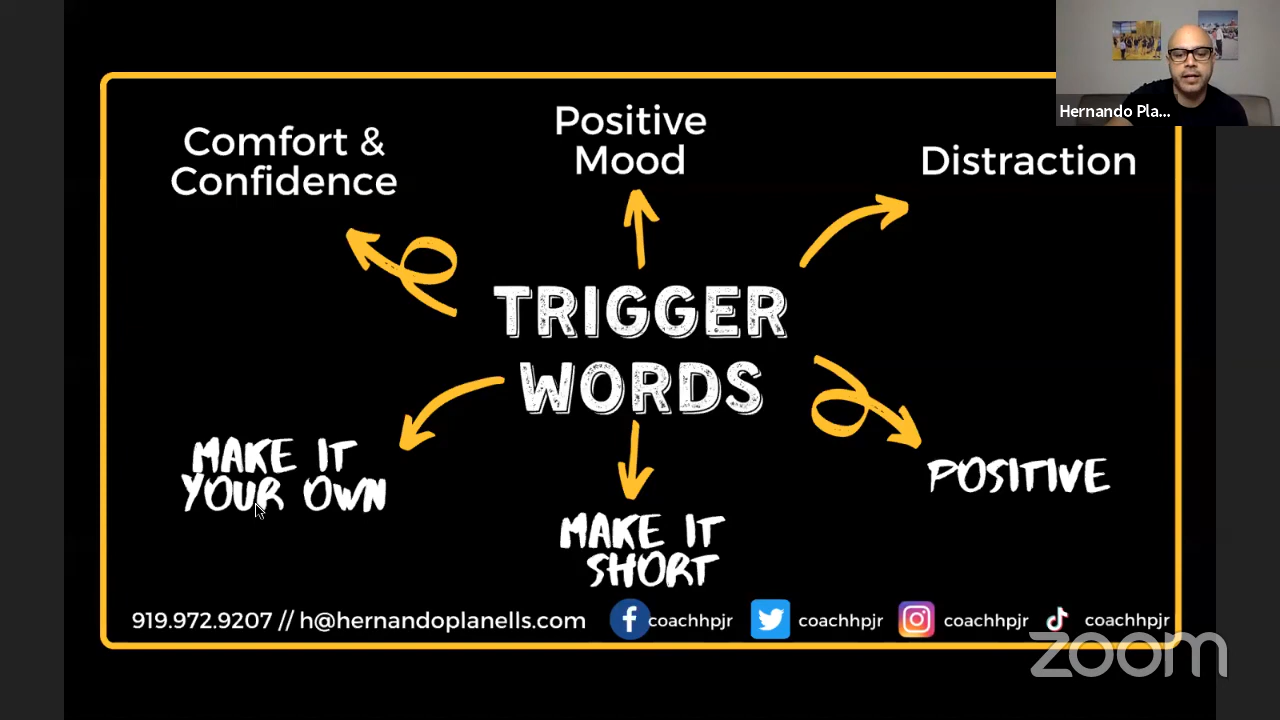 Hernando Pla...
Comfort &
Confidence
Positive
Mood
Distraction
TRIGGER
WORDS
MAKE IT
YOUR OWN
MAKE IT
SHORT
POSITIVE
919.972.9207 // h@hernandoplanells.com
coachhpjr
coachhpjr
coachhpjr
coachhpjr
zoom